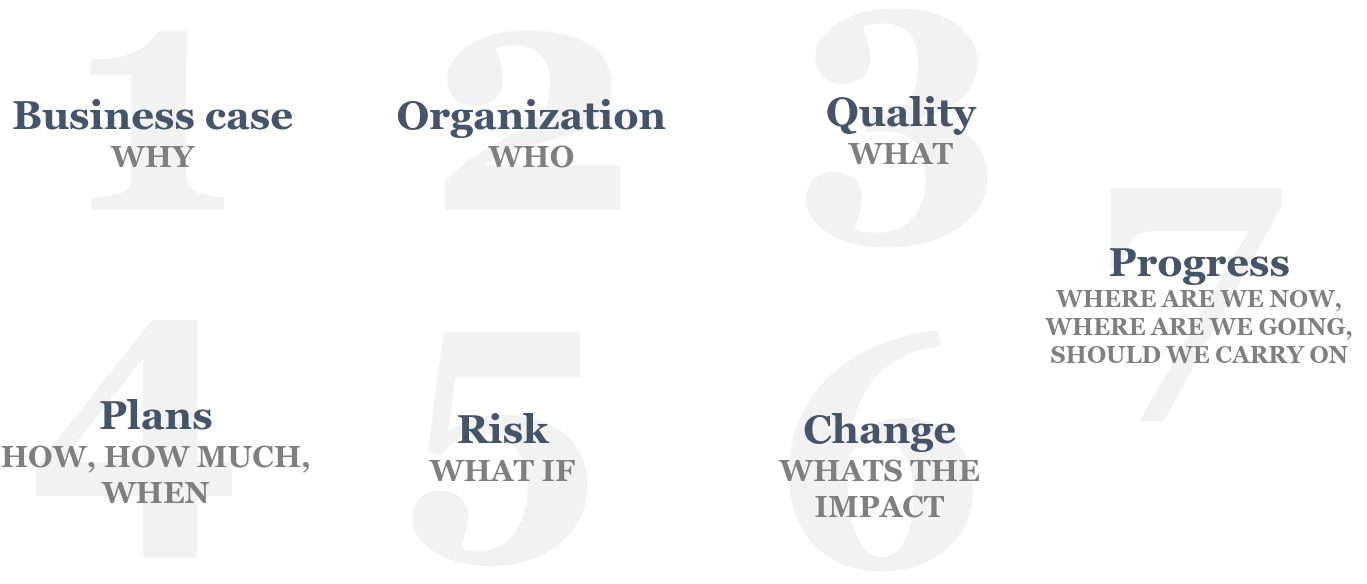 1
Business case
WHY
2
Organization
WHO
3
Quality
WHAT
4
Plans
HOW, HOW MUCH,
WHEN
5
Risk
WHAT IF
6
Change
WHATS THE
IMPACT
7
Progress
WHERE ARE WE NOW,
WHERE ARE WE GOING,
SHOULD WE CARRY ON